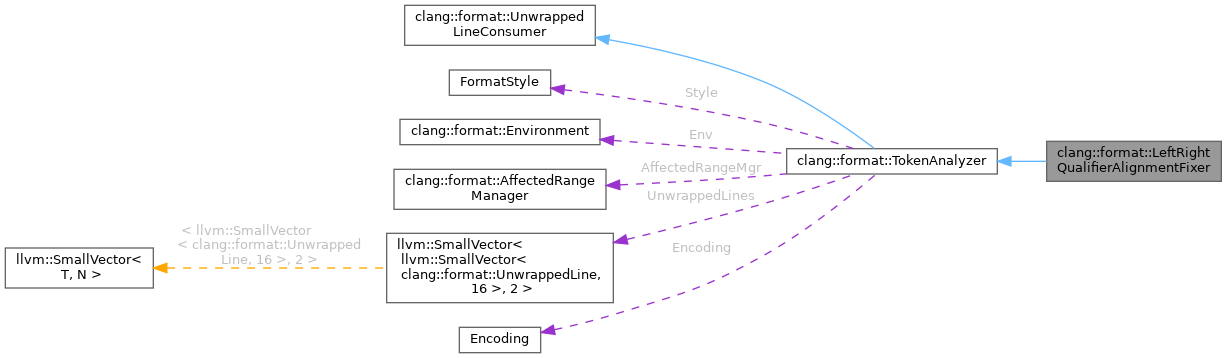 clang::format::Unwrapped
LineConsumer
FormatStyle
Style
clang::format::Environment
Env
clang::format::TokenAnalyzer
clang::format::LeftRight
QualifierAlignmentFixer
AffectedRangeMgr
clang::format::AffectedRange
Manager
UnwrappedLines
< llvm::SmallVector
< clang::format::Unwrapped
Line, 16 >, 2 >
llvm::SmallVector<
T, N >
llvm::SmallVector<
llvm::SmallVector<
clang::format::UnwrappedLine,
16 >, 2 >
Encoding
Encoding